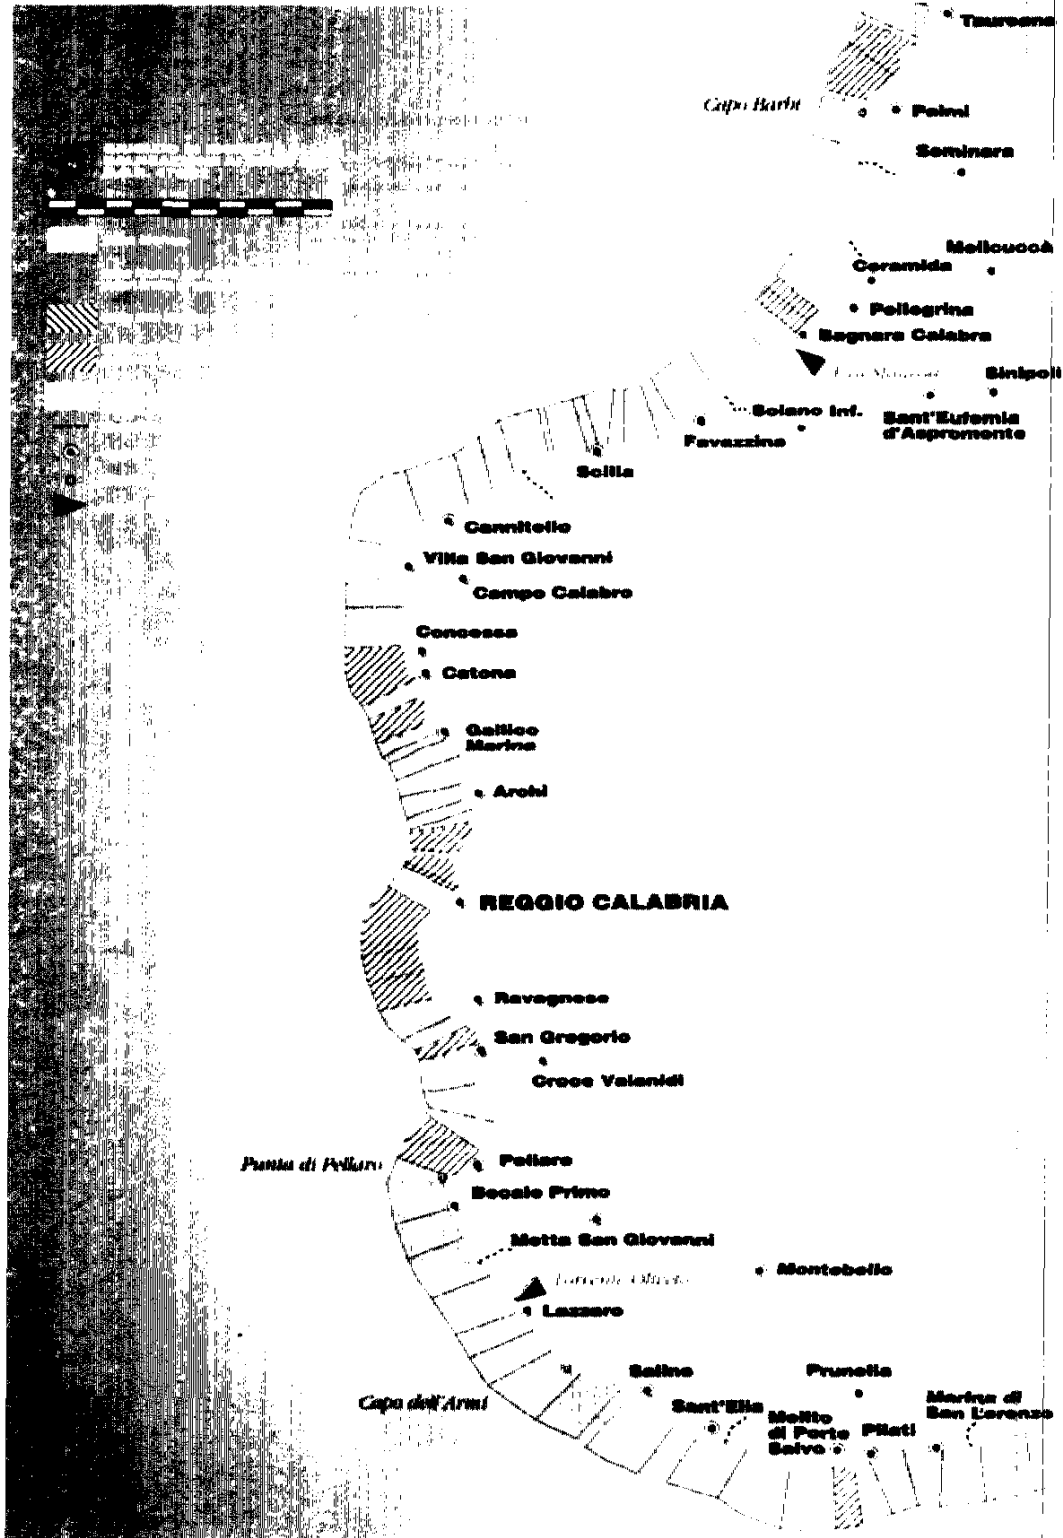 Taureana
Capo Barbi
Palmi
Seminara
Melicuccà
Ceramida
Pellegrina
Bagnara Calabra
Sinipoli
Solano Inf.
Sant'Eufemia
d'Aspromonte
Favazzina
Scilla
Cannitello
Villa San Giovanni
Campo Calabro
Concessa
Catona
Gallico
Marina
Archi
REGGIO CALABRIA
Ravagnese
San Gregorio
Croce Valanidi
Punta di Pellaro
Pellaro
Bocale Primo
Motta San Giovanni
Montebello
Torrente Oliveto
Lazzaro
Saline
Prunella
Capo dell'Armi
Sant'Elia
Marina di
San Lorenzo
Melito
di Porto
Salvo
Pilati